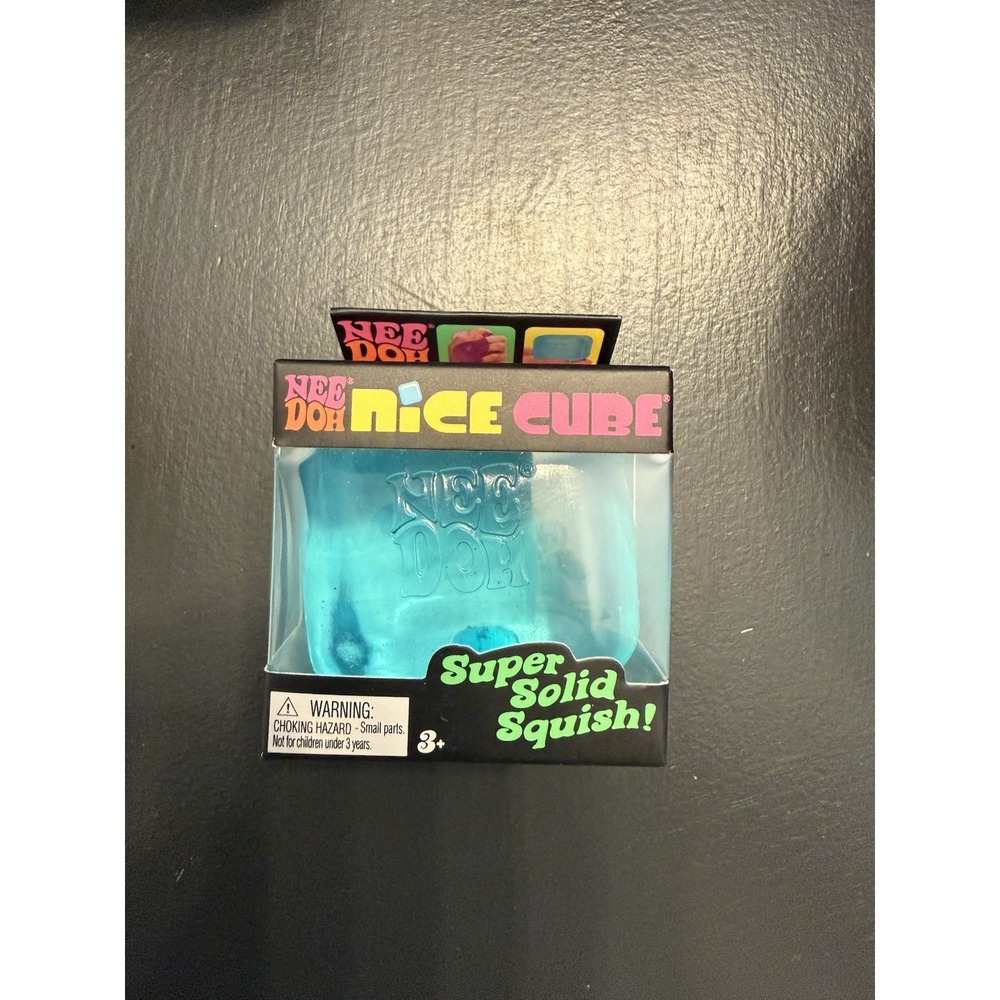 NEE®
DOH
NEE®
DOH
NiCE CUBE®
NEE®
DOH
Super
Solid
Squish!
⚠ WARNING:
CHOKING HAZARD - Small parts.
Not for children under 3 years.
3+